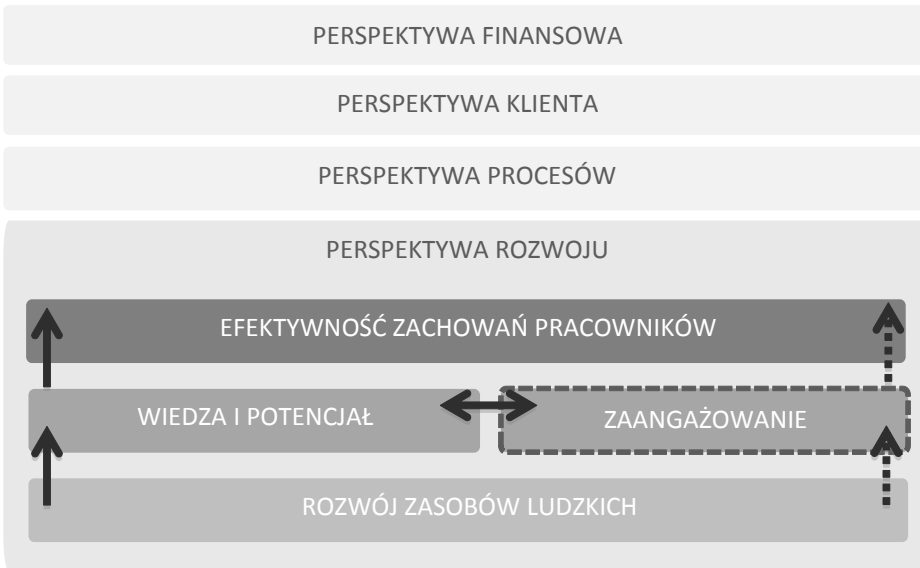 PERSPEKTYWA FINANSOWA
PERSPEKTYWA KLIENTA
PERSPEKTYWA PROCESÓW
PERSPEKTYWA ROZWOJU
EFEKTYWNOŚĆ ZACHOWAŃ PRACOWNIKÓW
WIEDZA I POTENCJAŁ
ZAANGAŻOWANIE
ROZWÓJ ZASOBÓW LUDZKICH